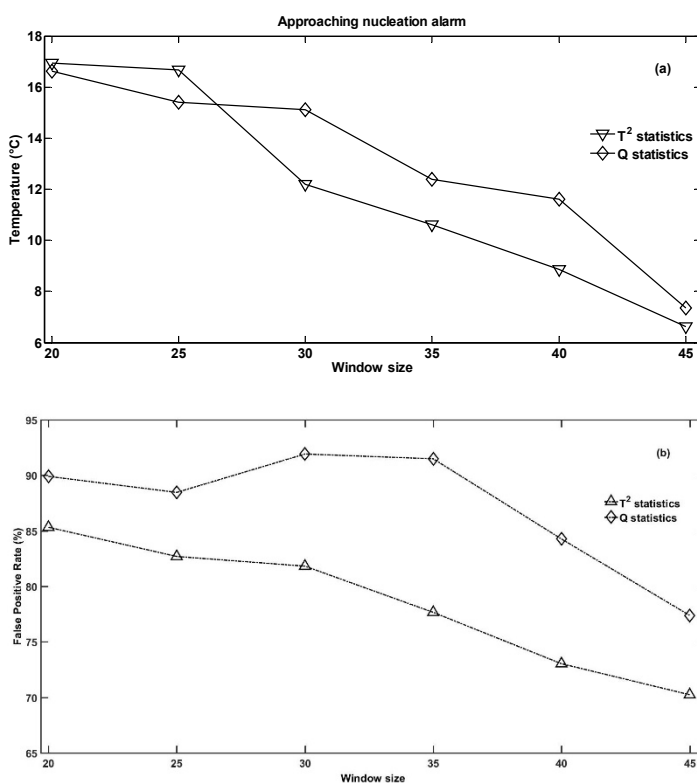 Approaching nucleation alarm
18
16
14
12
10
8
6
Temperature (°C)
(a)
T² statistics
Q statistics
20 25 30 35 40 45
Window size
95
90
85
80
75
70
65
False Positive Rate (%)
(b)
T² statistics
Q statistics
20 25 30 35 40 45
Window size